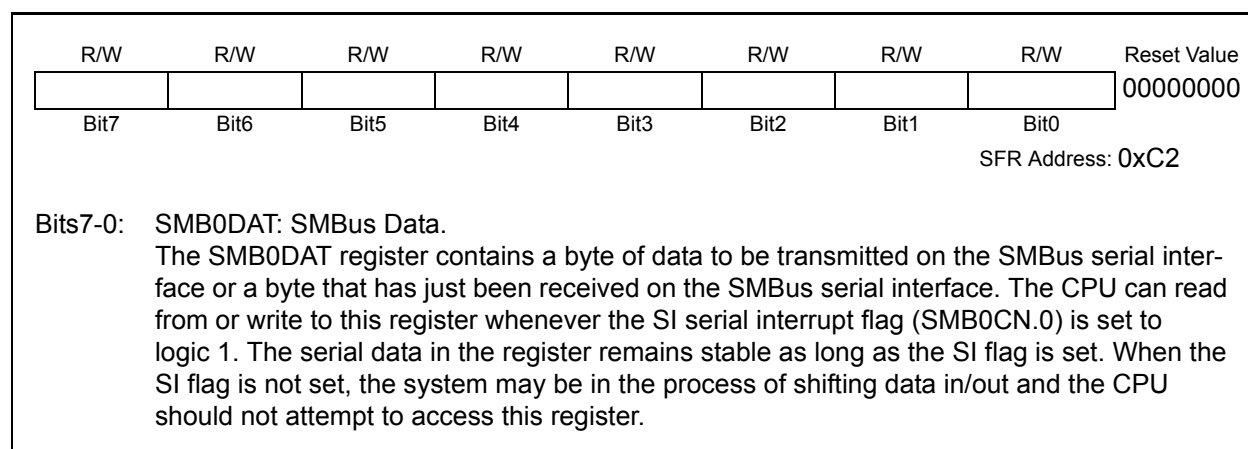 R/W R/W R/W R/W R/W R/W R/W R/W Reset Value
00000000
Bit7 Bit6 Bit5 Bit4 Bit3 Bit2 Bit1 Bit0
SFR Address: 0xC2
Bits7-0: SMB0DAT: SMBus Data.
The SMB0DAT register contains a byte of data to be transmitted on the SMBus serial inter-
face or a byte that has just been received on the SMBus serial interface. The CPU can read
from or write to this register whenever the SI serial interrupt flag (SMB0CN.0) is set to
logic 1. The serial data in the register remains stable as long as the SI flag is set. When the
SI flag is not set, the system may be in the process of shifting data in/out and the CPU
should not attempt to access this register.